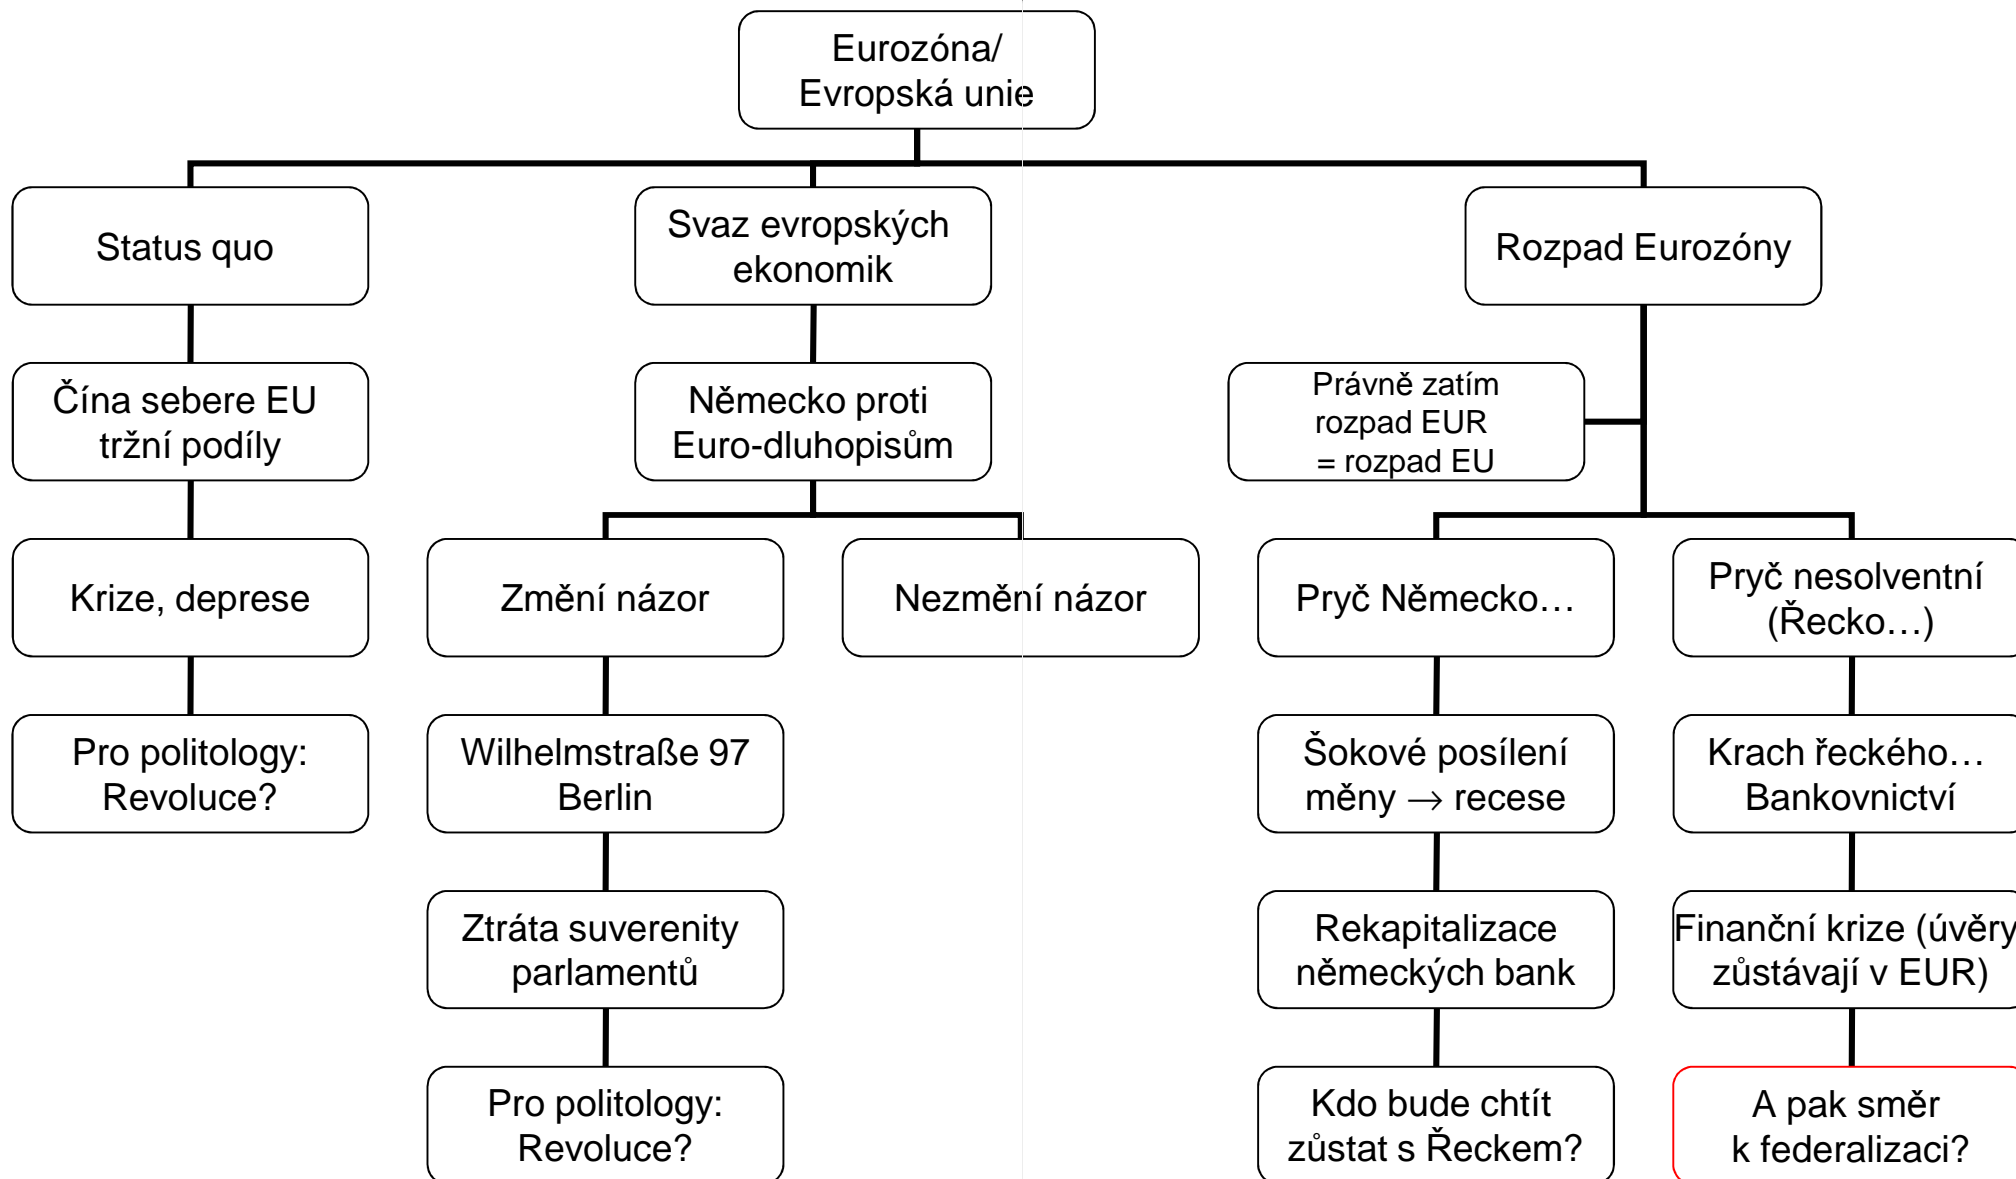 Eurozóna/
Evropská unie
Status quo
Svaz evropských
ekonomik
Rozpad Eurozóny
Čína sebere EU
tržní podíly
Německo proti
Euro-dluhopisům
Právně zatím
rozpad EUR
= rozpad EU
Krize, deprese
Změní názor
Nezmění názor
Pryč Německo…
Pryč nesolventní
(Řecko…)
Pro politology:
Revoluce?
Wilhelmstraße 97
Berlin
Šokové posílení
měny → recese
Krach řeckého…
Bankovnictví
Ztráta suverenity
parlamentů
Rekapitalizace
německých bank
Finanční krize (úvěry
zůstávají v EUR)
Pro politology:
Revoluce?
Kdo bude chtít
zůstat s Řeckem?
A pak směr
k federalizaci?